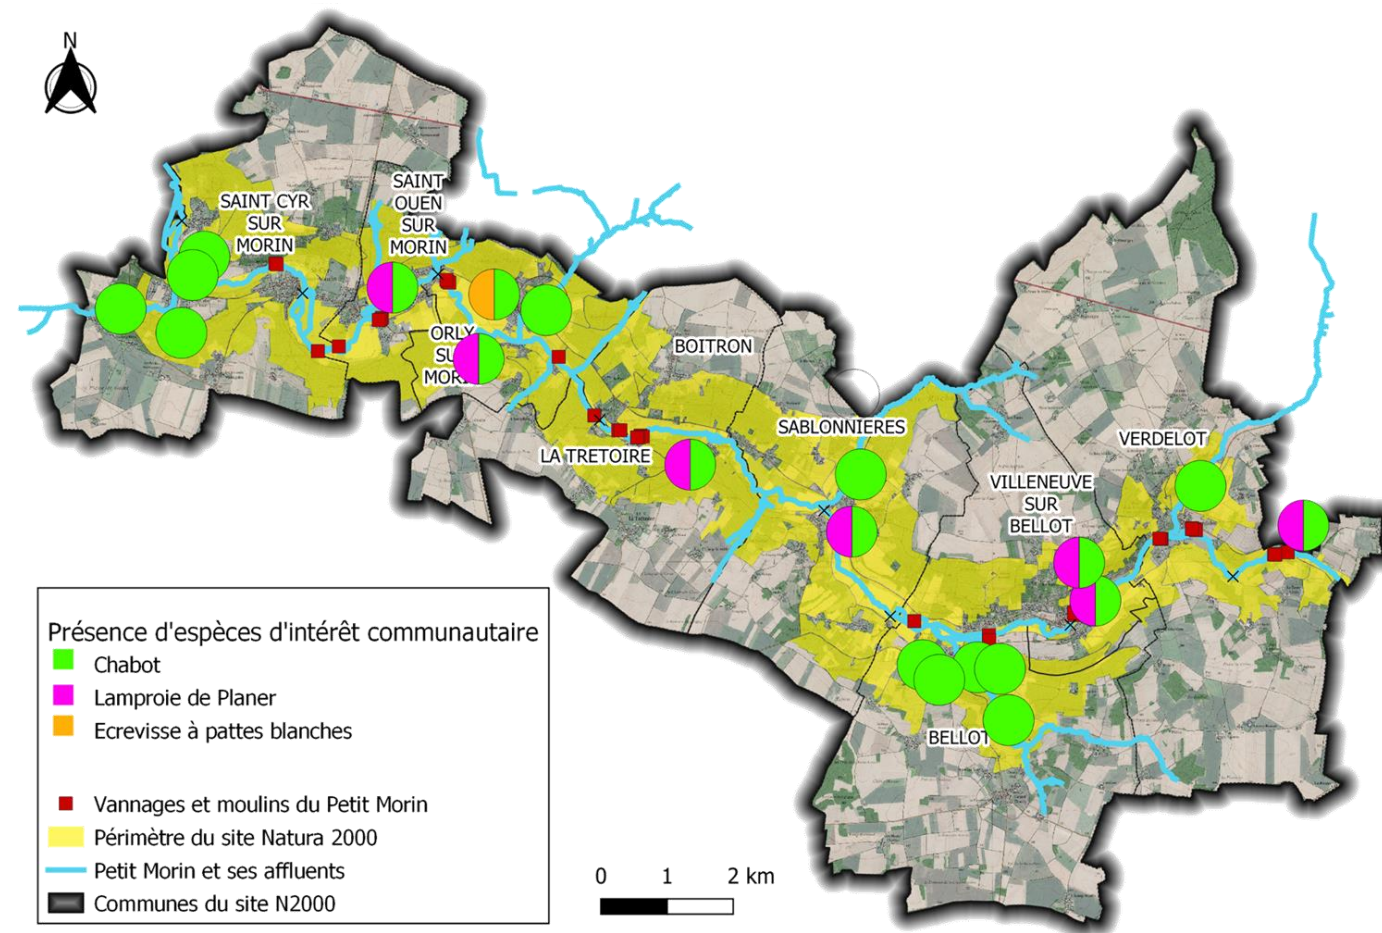 N
SAINT CYR
SUR
MORIN
SAINT
OUEN
SUR
MORIN
ORLY
BOITRON
LA TRETOIRE
SABLONNIERES
VERDELOT
VILLENEUVE
SUR
BELLOT
BELLOT
Présence d'espèces d'intérêt communautaire
Chabot
Lamproie de Planer
Ecrevisse à pattes blanches
Vannages et moulins du Petit Morin
Périmètre du site Natura 2000
Petit Morin et ses affluents
Communes du site N2000
0 1 2 km